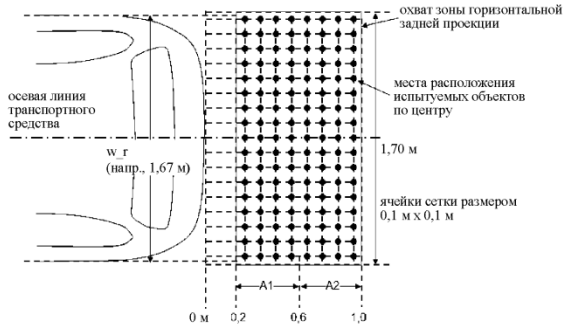 охват зоны горизонтальной
задней проекции
места расположения
испытуемых объектов
по центру
осевая линия
транспортного
средства
w_r
(напр., 1,67 м)
1,70 м
ячейки сетки размером
0,1 м x 0,1 м
A1
A2
0 м
0,2
0,6
1,0